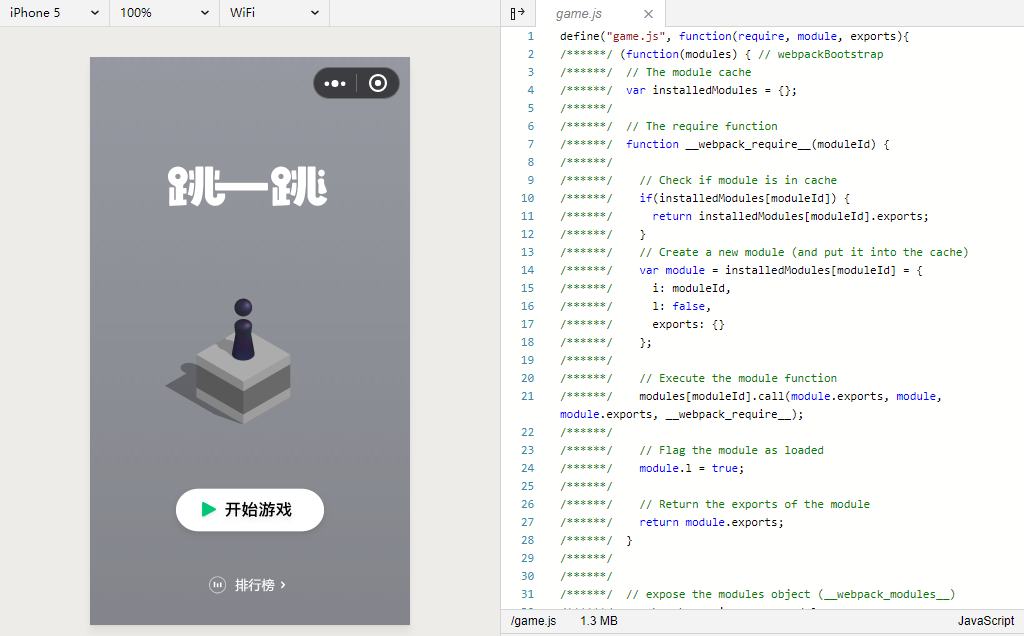 iPhone 5 100% WiFi
跳一跳
开始游戏
排行榜 ›
game.js ×
1 define("game.js", function(require, module, exports){
2 /******/ (function(modules) { // webpackBootstrap
3 /******/ // The module cache
4 /******/ var installedModules = {};
5 /******/
6 /******/ // The require function
7 /******/ function __webpack_require__(moduleId) {
8 /******/
9 /******/ // Check if module is in cache
10 /******/ if(installedModules[moduleId]) {
11 /******/ return installedModules[moduleId].exports;
12 /******/ }
13 /******/ // Create a new module (and put it into the cache)
14 /******/ var module = installedModules[moduleId] = {
15 /******/ i: moduleId,
16 /******/ l: false,
17 /******/ exports: {}
18 /******/ };
19 /******/
20 /******/ // Execute the module function
21 /******/ modules[moduleId].call(module.exports, module,
module.exports, __webpack_require__);
22 /******/
23 /******/ // Flag the module as loaded
24 /******/ module.l = true;
25 /******/
26 /******/ // Return the exports of the module
27 /******/ return module.exports;
28 /******/ }
29 /******/
30 /******/
31 /******/ // expose the modules object (__webpack_modules__)
/game.js 1.3 MB JavaScript